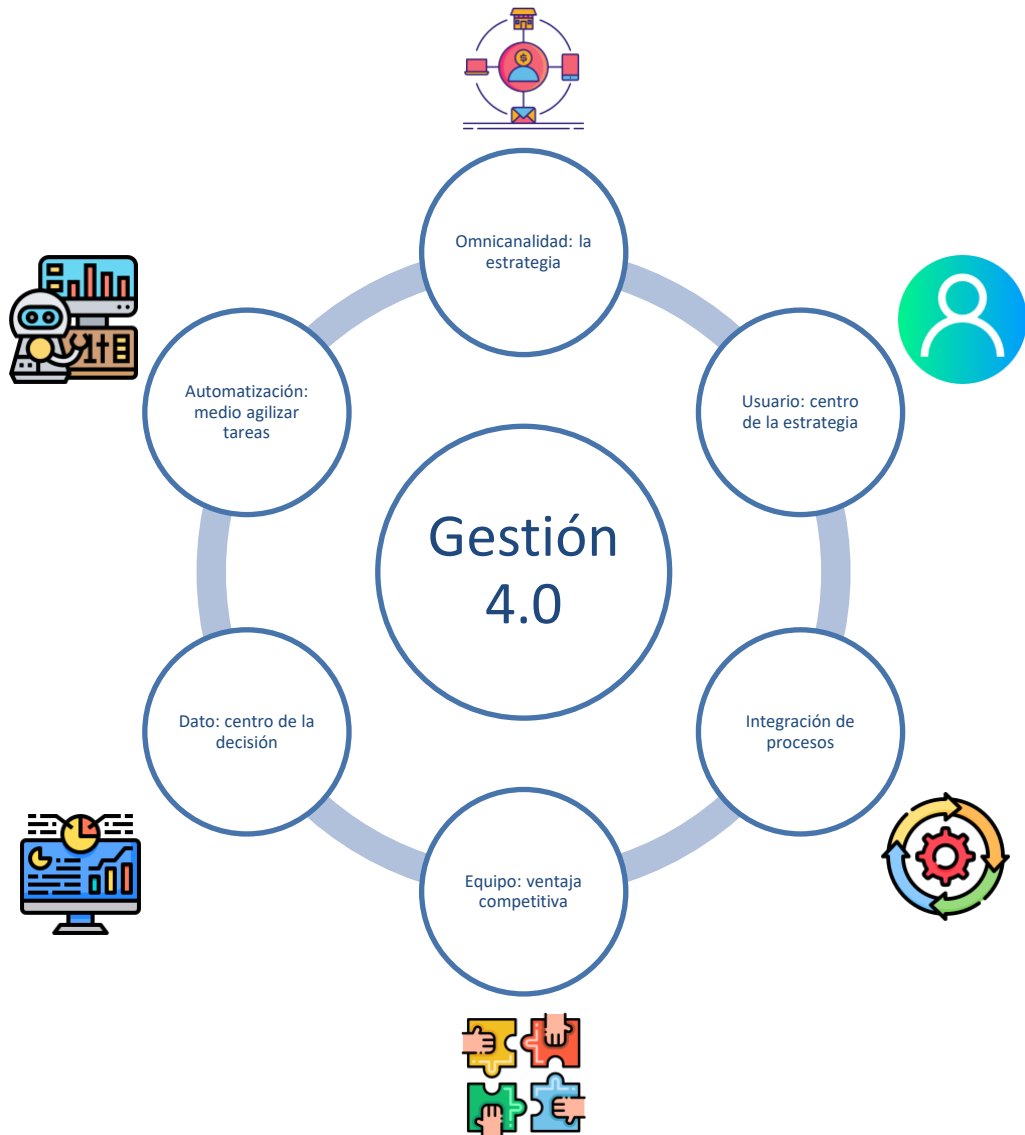 Omnicanalidad: la
estrategia
Usuario: centro
de la estrategia
Integración de
procesos
Equipo: ventaja
competitiva
Dato: centro de la
decisión
Automatización:
medio agilizar
tareas
Gestión
4.0